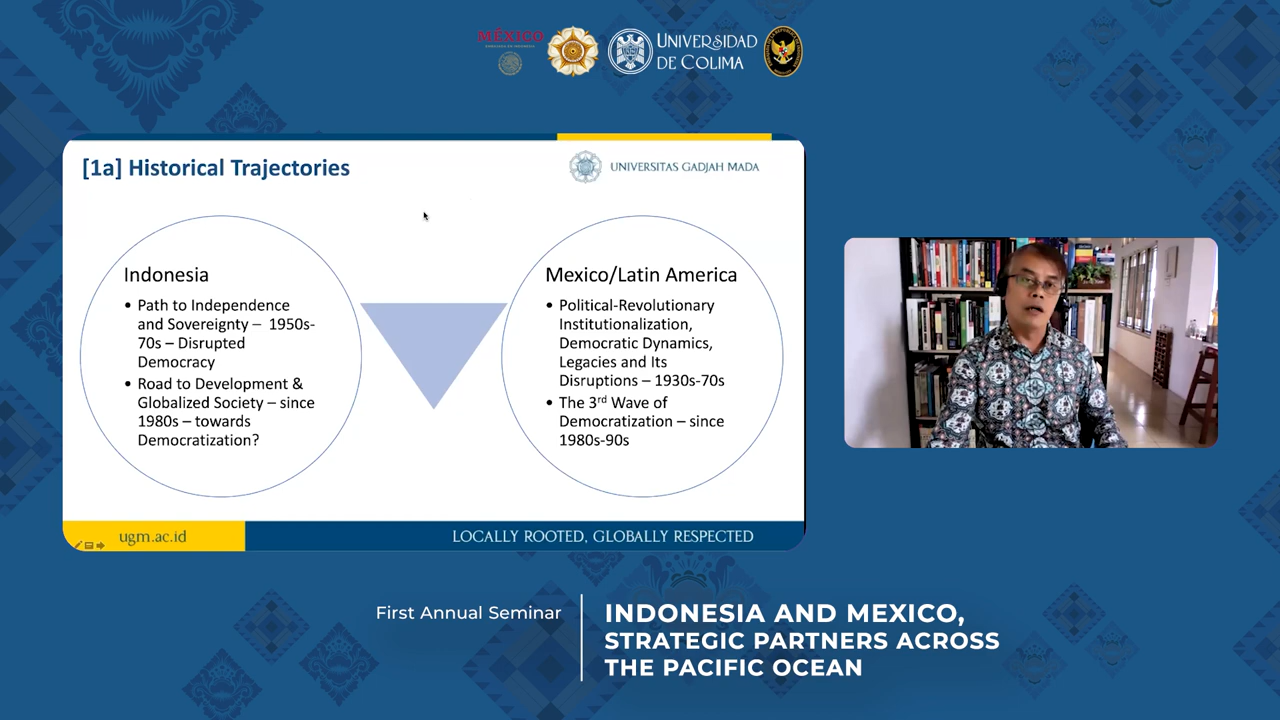 MÉXICO
UNIVERSIDAD
DE COLIMA
[1a] Historical Trajectories
UNIVERSITAS GADJAH MADA
Indonesia
• Path to Independence
and Sovereignty – 1950s-
70s – Disrupted
Democracy
• Road to Development &
Globalized Society – since
1980s – towards
Democratization?
Mexico/Latin America
• Political-Revolutionary
Institutionalization,
Democratic Dynamics,
Legacies and Its
Disruptions – 1930s-70s
• The 3rd Wave of
Democratization – since
1980s-90s
ugm.ac.id
LOCALLY ROOTED, GLOBALLY RESPECTED
First Annual Seminar
INDONESIA AND MEXICO,
STRATEGIC PARTNERS ACROSS
THE PACIFIC OCEAN